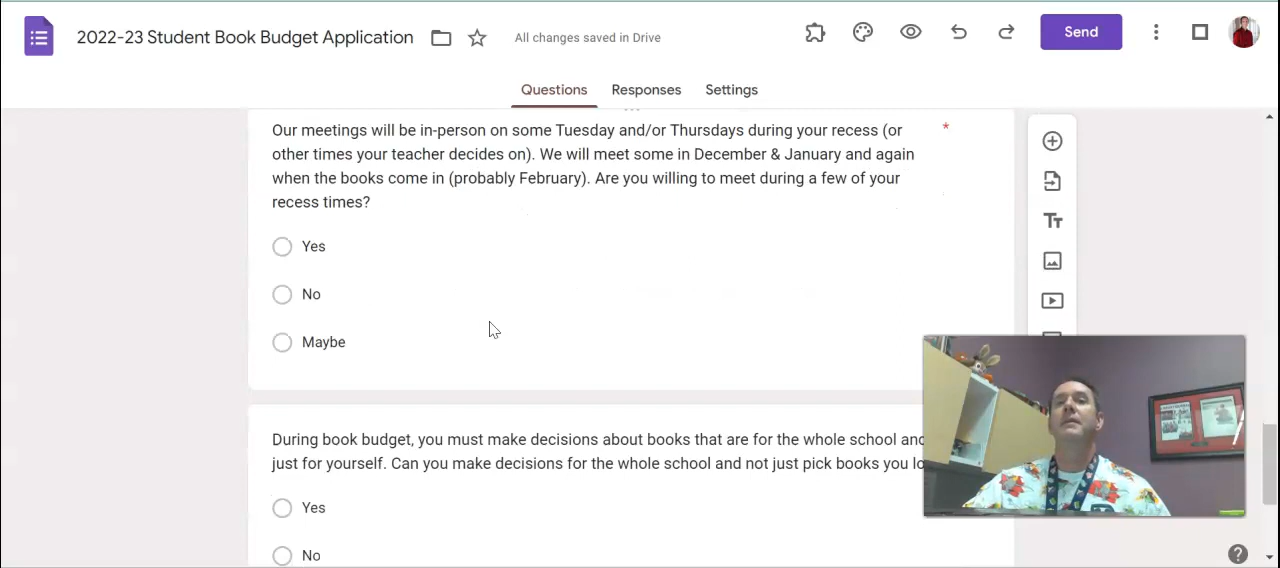 2022-23 Student Book Budget Application
All changes saved in Drive
Send
Questions
Responses
Settings
Our meetings will be in-person on some Tuesday and/or Thursdays during your recess (or
other times your teacher decides on). We will meet some in December & January and again
when the books come in (probably February). Are you willing to meet during a few of your
recess times?
*
Yes
No
Maybe
During book budget, you must make decisions about books that are for the whole school and
just for yourself. Can you make decisions for the whole school and not just pick books you lo
Yes
No